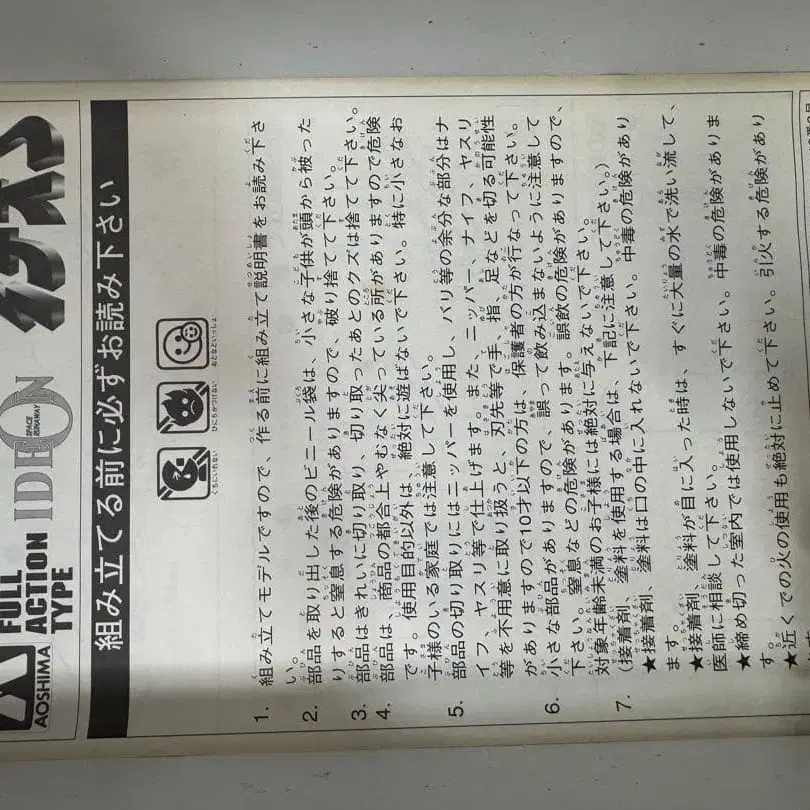 AOSHIMA
FULL
ACTION
TYPE
SPACE
RUNAWAY
IDEON
イデオン
組み立てる前に必ずお読み下さい
くちにいれない
ひにちかづけない
おとなといっしょ
1. 組み立てモデルですので、作る前に組み立て説明書をお読み下さ
い。
2. 部品を取り出した後のビニール袋は、小さな子供が頭から被った
りすると窒息する危険がありますので、破り捨てて下さい。
3. 部品はきれいに切り取り、切り取ったあとのクズは捨てて下さい。
4. 部品は、商品の都合上やむなく尖っている所がありますので危険
です。使用目的以外は、絶対に遊ばないで下さい。特に小さなお
子様のいる家庭では注意して下さい。
5. 部品の切り取りにはニッパーを使用し、バリ等の余分な部分はナ
イフ、ヤスリ等で仕上げます。また、ニッパー、ナイフ、ヤスリ
等を不用意に取り扱うと、刃先等で手、指、足などを切る可能性
がありますので10才以下の方は、保護者の方が行なって下さい。
6. 小さな部品がありますので、誤って飲み込まないように注意して
下さい。窒息などの危険があります。誤飲の危険がありますので、
対象年齢未満のお子様には絶対に与えないで下さい。
7. (接着剤、塗料を使用する場合は、下記に注意して下さい。)
★接着剤、塗料は口の中に入れないで下さい。中毒の危険があり
ます。
★接着剤、塗料が目に入った時は、すぐに大量の水で洗い流して、
医師に相談して下さい。
★締め切った室内では使用しないで下さい。中毒の危険がありま
す。
★近くでの火の使用も絶対に止めて下さい。引火する危険があり